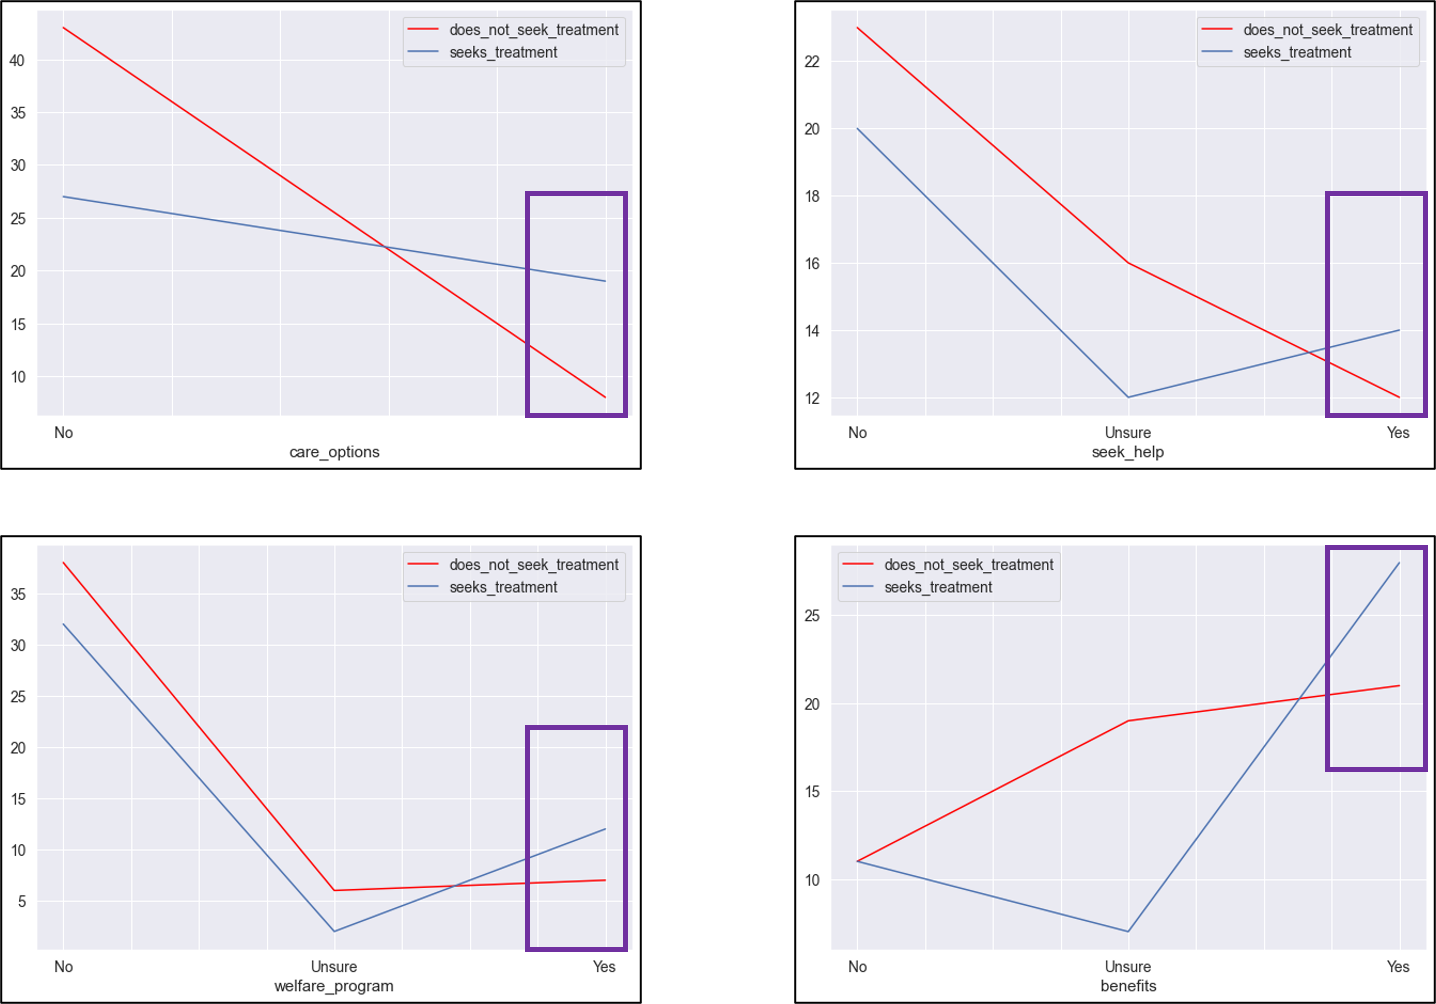 does_not_seek_treatment
seeks_treatment
40
35
30
25
20
15
10
No
care_options
does_not_seek_treatment
seeks_treatment
22
20
18
16
14
12
No Unsure Yes
seek_help
does_not_seek_treatment
seeks_treatment
35
30
25
20
15
10
5
No Unsure Yes
welfare_program
does_not_seek_treatment
seeks_treatment
25
20
15
10
No Unsure Yes
benefits